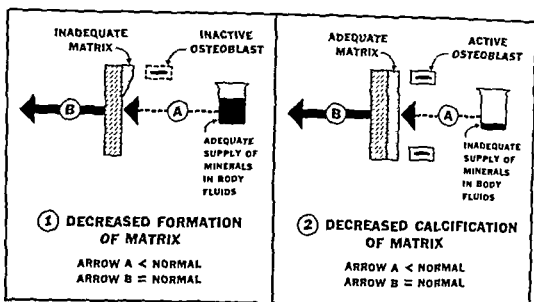 INADEQUATE
MATRIX
INACTIVE
OSTEOBLAST
B
A
ADEQUATE
SUPPLY OF
MINERALS
IN BODY
FLUIDS
1 DECREASED FORMATION
OF MATRIX
ARROW A < NORMAL
ARROW B = NORMAL
ADEQUATE
MATRIX
ACTIVE
OSTEOBLAST
B
A
INADEQUATE
SUPPLY OF
MINERALS
IN BODY
FLUIDS
2 DECREASED CALCIFICATION
OF MATRIX
ARROW A < NORMAL
ARROW B = NORMAL